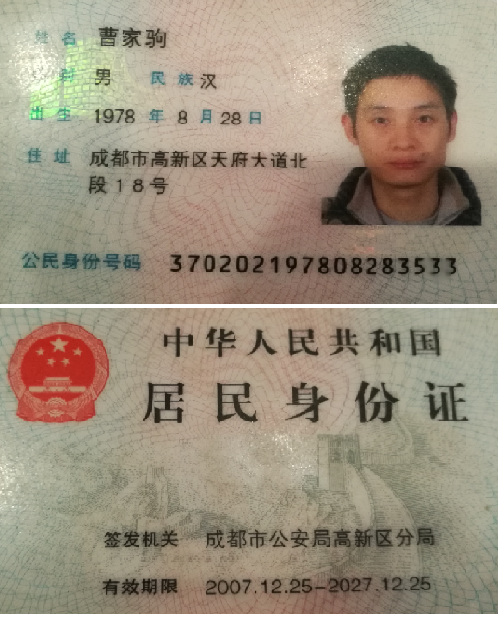 姓名 曹家驹
性别 男 民族 汉
出生 1978 年 8 月 28 日
住址 成都市高新区天府大道北
段18号
公民身份号码 370202197808283533
中华人民共和国
居民身份证
签发机关 成都市公安局高新区分局
有效期限 2007.12.25-2027.12.25